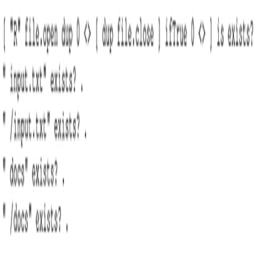 [ "R" file.open dup 0 <> [ dup file.close ] ifTrue 0 <> ] is exists?
" input.txt" exists? .
" /input.txt" exists? .
" docs" exists? .
" /docs" exists? .